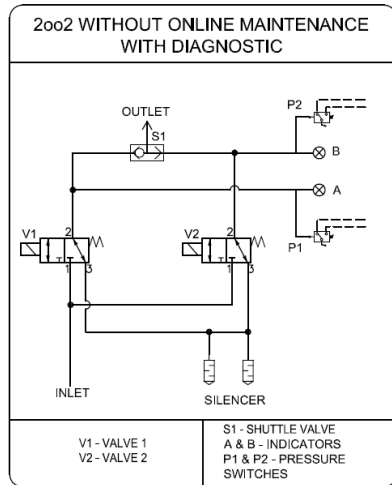 2oo2 WITHOUT ONLINE MAINTENANCE
WITH DIAGNOSTIC
P2
OUTLET
S1
B
A
V1
2
V2
2
P1
1
3
1
3
INLET
SILENCER
V1 - VALVE 1
V2 - VALVE 2
S1 - SHUTTLE VALVE
A & B - INDICATORS
P1 & P2 - PRESSURE
SWITCHES